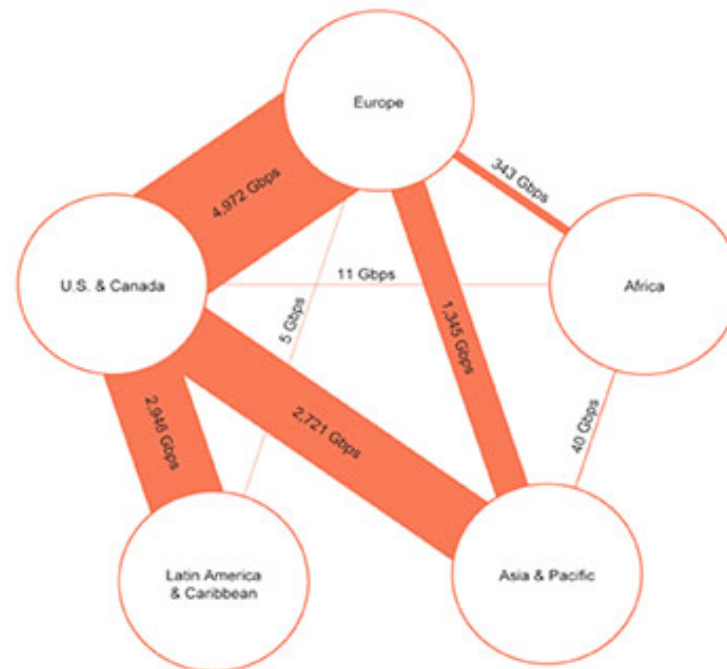 Europe
343 Gbps
4,972 Gbps
U.S. & Canada
11 Gbps
Africa
5 Gbps
1,345 Gbps
2,946 Gbps
2,721 Gbps
40 Gbps
Latin America
& Caribbean
Asia & Pacific